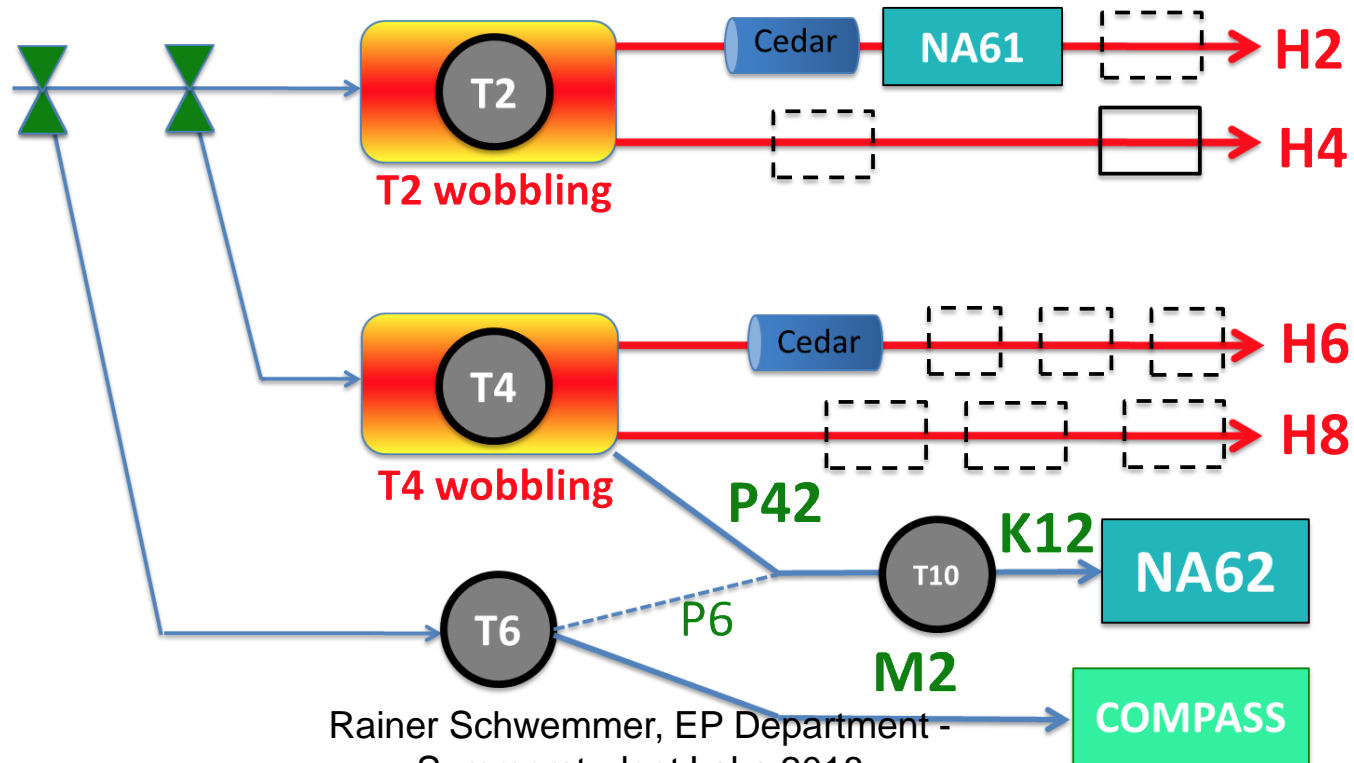 Cedar
NA61
H2
T2
H4
T2 wobbling
Cedar
H6
T4
H8
T4 wobbling
P42
K12
T10
NA62
T6
P6
M2
COMPASS
Rainer Schwemmer, EP Department -